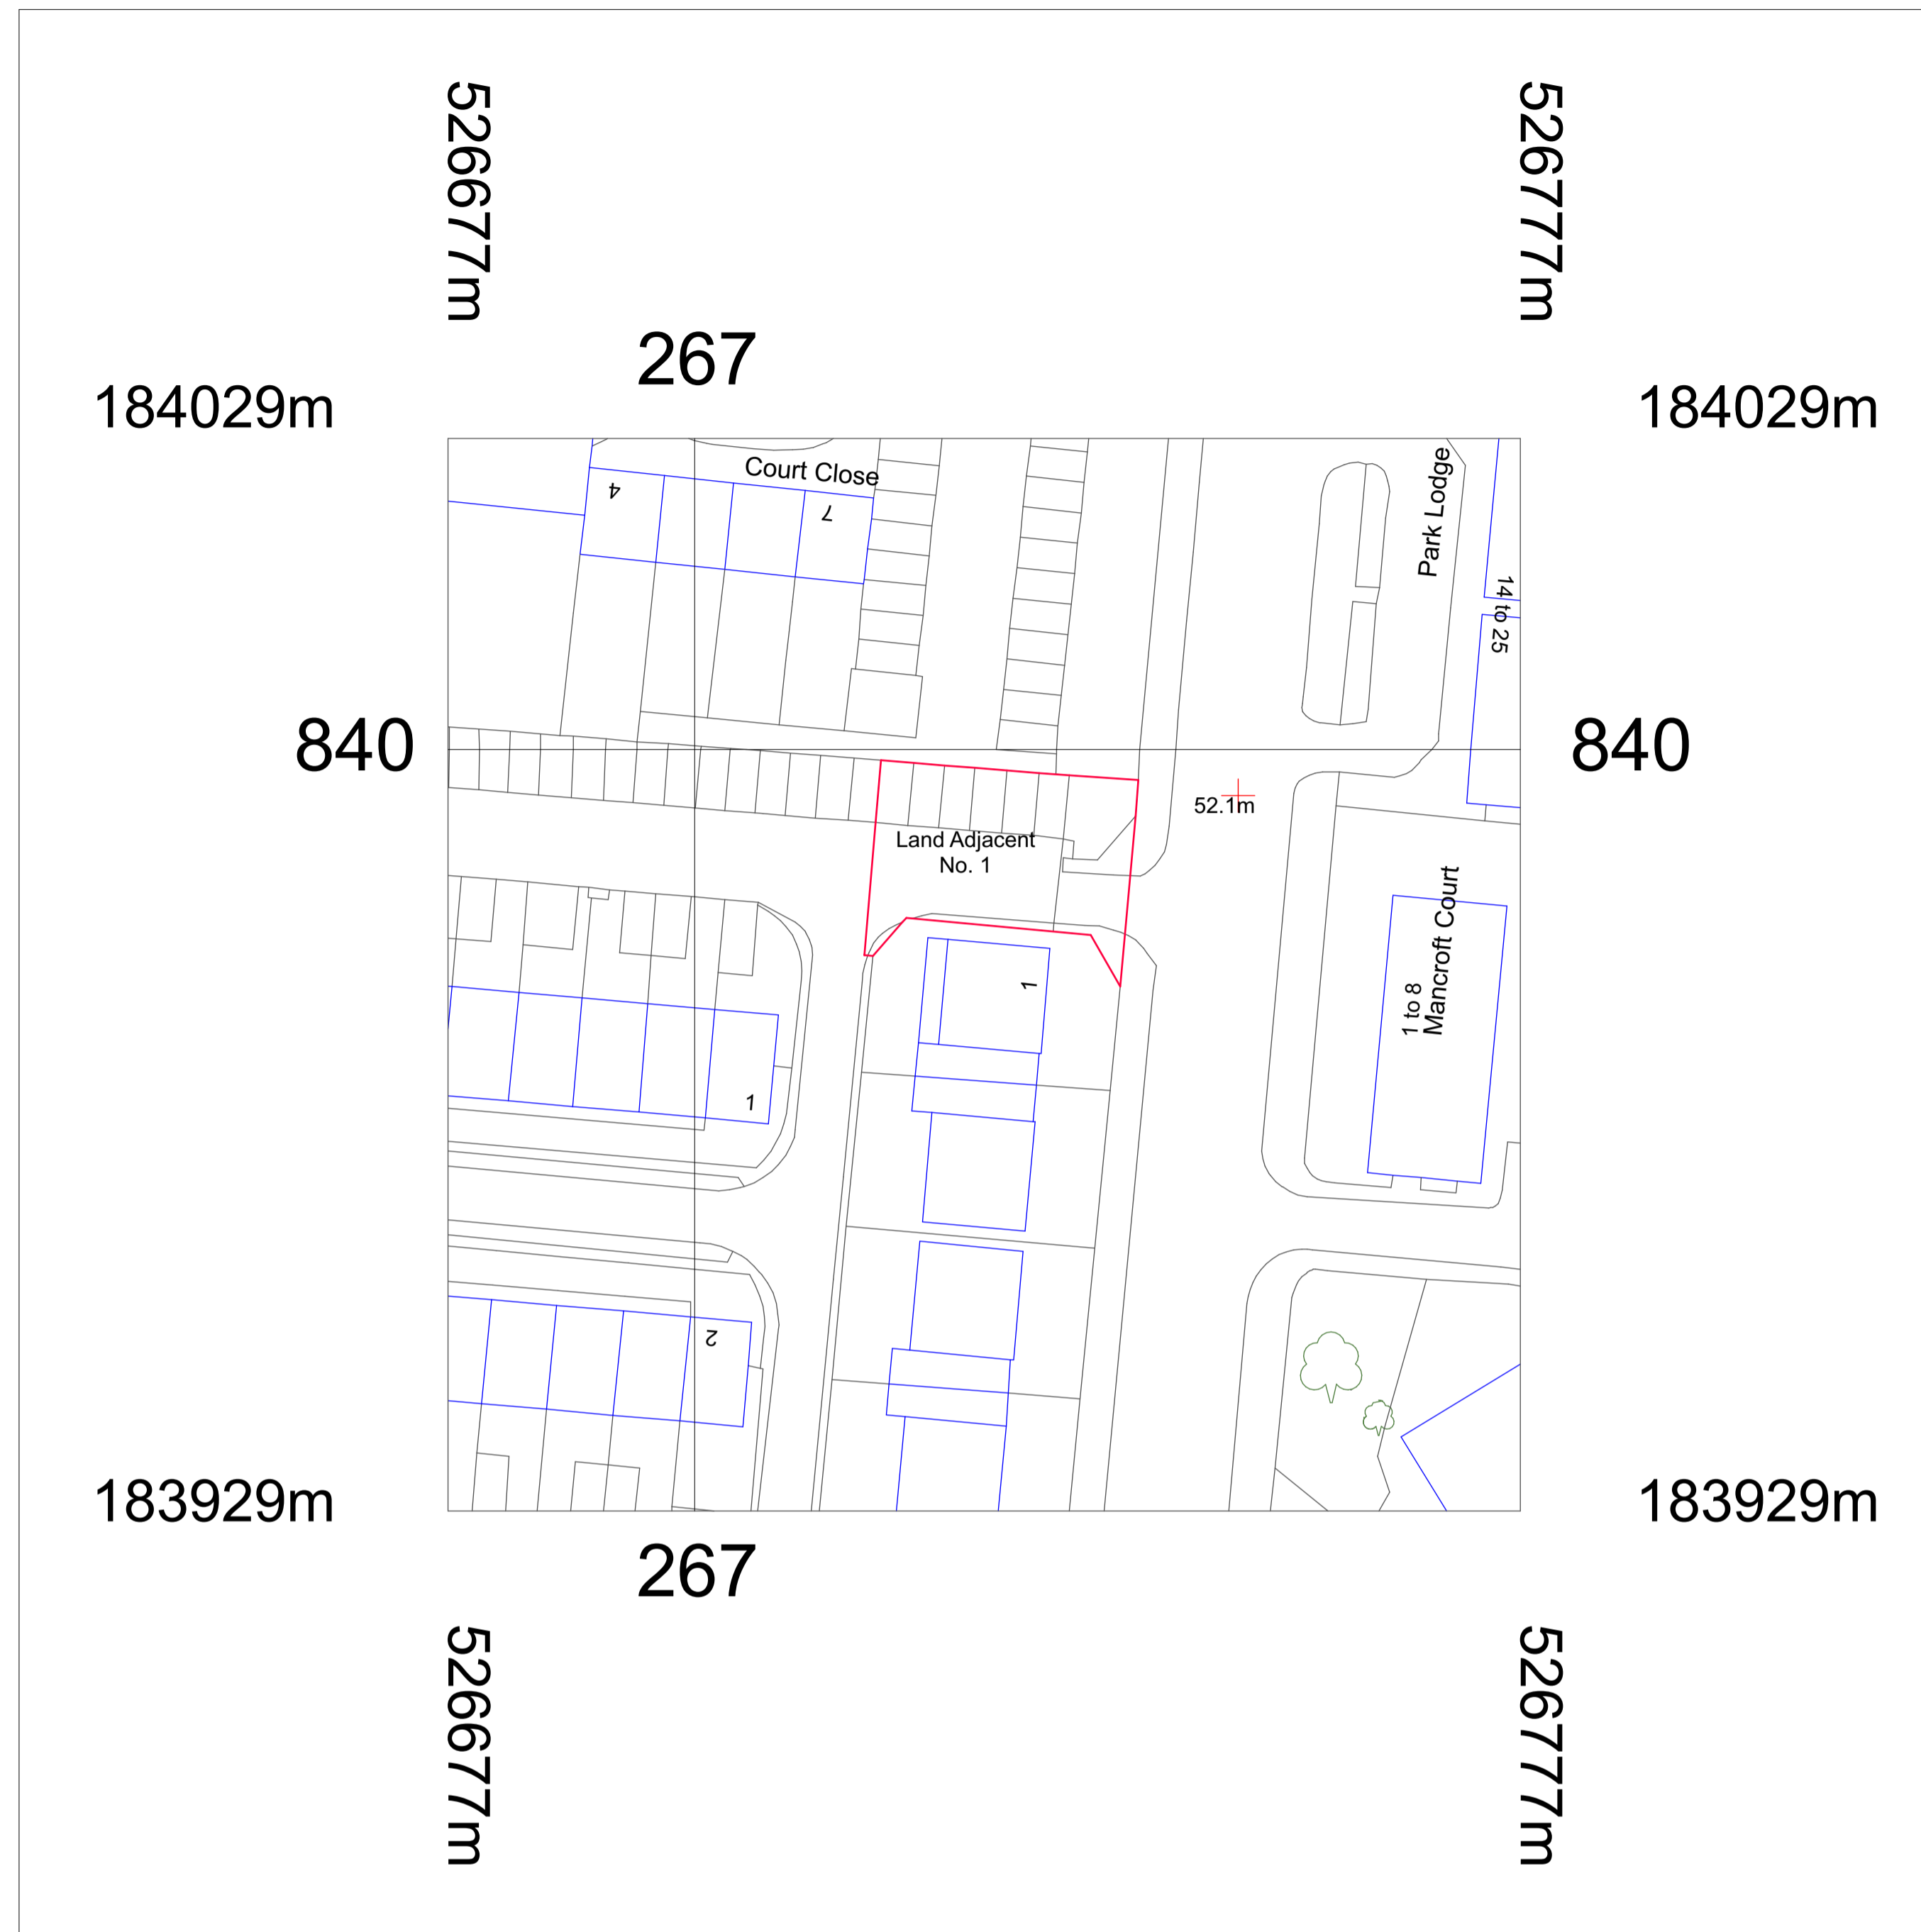 526677m
526777m
267
184029m
184029m
Court Close
4
7
Park Lodge
14 to 25
840
840
52.1m
Land Adjacent
No. 1
1
1 to 8
Mancroft Court
1
2
183929m
183929m
267
526677m
526777m